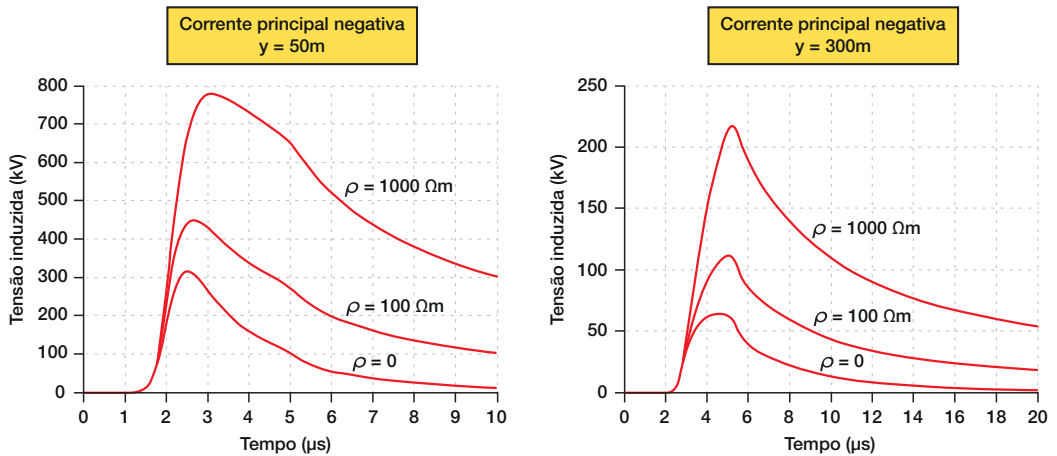 Corrente principal negativa
y = 50m
Tensão induzida (kV)
800
700
600
500
400
300
200
100
0
ρ = 1000 Ωm
ρ = 100 Ωm
ρ = 0
0 1 2 3 4 5 6 7 8 9 10
Tempo (µs)
Corrente principal negativa
y = 300m
Tensão induzida (kV)
250
200
150
100
50
0
ρ = 1000 Ωm
ρ = 100 Ωm
ρ = 0
0 2 4 6 8 10 12 14 16 18 20
Tempo (µs)